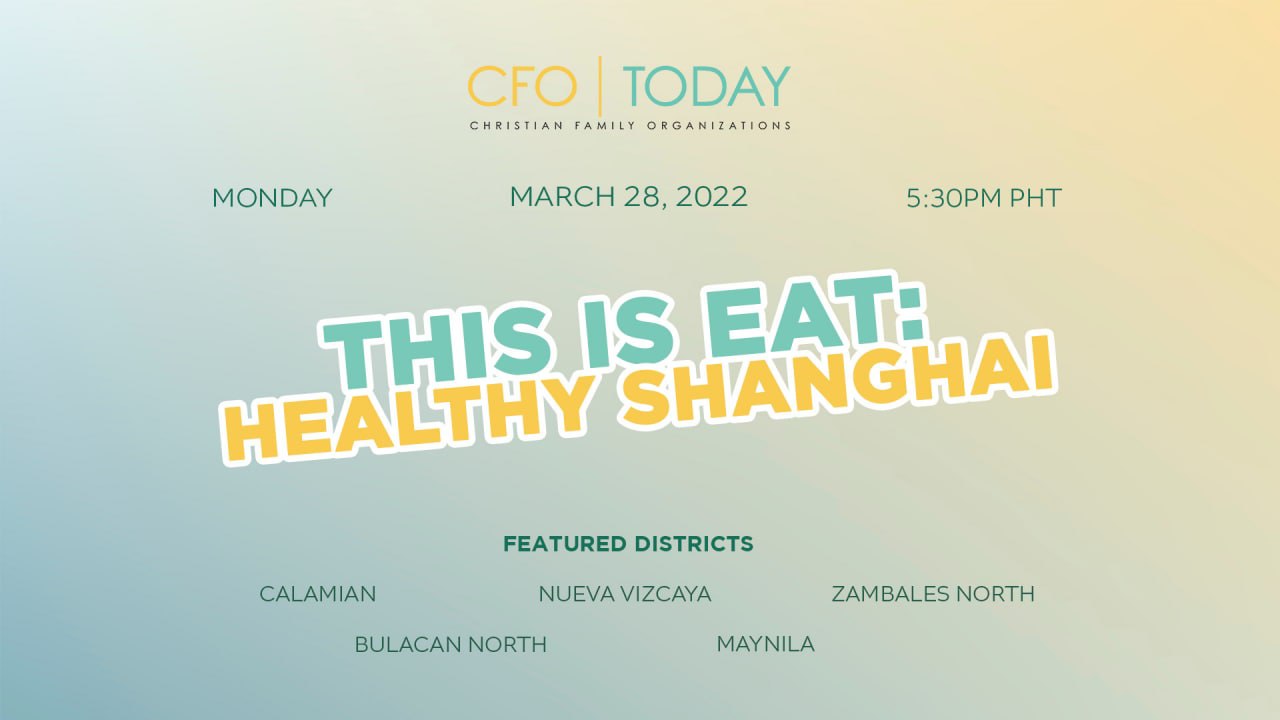 CFO | TODAY
CHRISTIAN FAMILY ORGANIZATIONS
MONDAY MARCH 28, 2022 5:30PM PHT
THIS IS EAT:
HEALTHY SHANGHAI
FEATURED DISTRICTS
CALAMIAN NUEVA VIZCAYA ZAMBALES NORTH
BULACAN NORTH MAYNILA